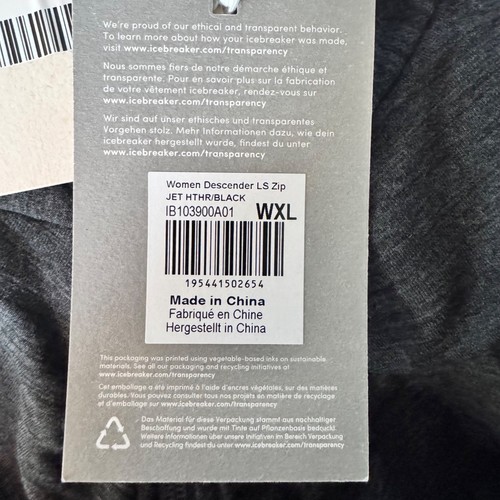 We're proud of our ethical and transparent behavior.
To learn more about how your icebreaker was made,
visit www.icebreaker.com/transparency
Nous sommes fiers de notre démarche éthique et
transparente. Pour en savoir plus sur la fabrication
de votre vêtement icebreaker, rendez-vous sur
www.icebreaker.com/transparency
Wir sind auf unser ethisches und transparentes
Vorgehen stolz. Mehr Informationen dazu, wie dein
icebreaker hergestellt wurde, findest du unter
www.icebreaker.com/transparency
Women Descender LS Zip
JET HTHR/BLACK
IB103900A01 WXL
195441502654
Made in China
Fabriqué en Chine
Hergestellt in China
This packaging was printed using vegetable-based inks on sustainable
materials. See all our packaging and recycling initiatives at
www.icebreaker.com/transparency
Cet emballage a été imprimé à l'aide d'encres végétales, sur des matières
durables. Vous pouvez consulter tous nos projets en matière de recyclage
et d'emballage sur www.icebreaker.com/transparency
Das Material für diese Verpackung stammt aus nachhaltiger
Beschaffung und wurde mit Tinte auf Pflanzenbasis bedruckt.
Weitere Informationen über unsere Initiativen im Bereich Verpackung
und Recycling findest du unter www.icebreaker.com/transparency